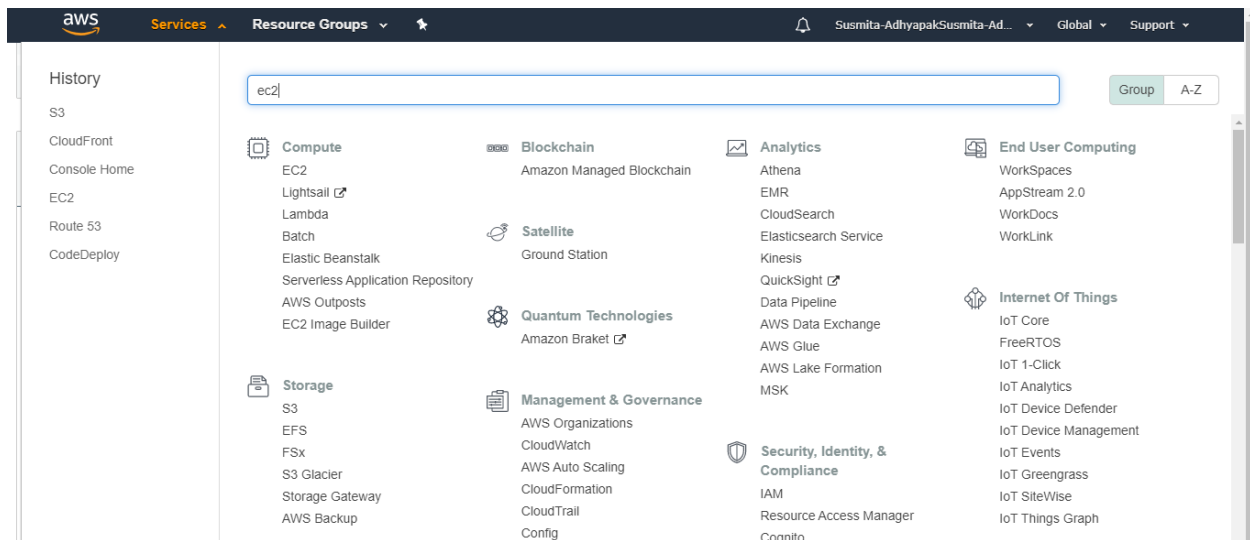 aws
Services
Resource Groups
Susmita-AdhyapakSusmita-Ad...
Global
Support
History
S3
CloudFront
Console Home
EC2
Route 53
CodeDeploy
ec2
Group
A-Z
Compute
EC2
Lightsail
Lambda
Batch
Elastic Beanstalk
Serverless Application Repository
AWS Outposts
EC2 Image Builder
Storage
S3
EFS
FSx
S3 Glacier
Storage Gateway
AWS Backup
Blockchain
Amazon Managed Blockchain
Satellite
Ground Station
Quantum Technologies
Amazon Braket
Management & Governance
AWS Organizations
CloudWatch
AWS Auto Scaling
CloudFormation
CloudTrail
Config
Analytics
Athena
EMR
CloudSearch
Elasticsearch Service
Kinesis
QuickSight
Data Pipeline
AWS Data Exchange
AWS Glue
AWS Lake Formation
MSK
Security, Identity, &
Compliance
IAM
Resource Access Manager
Cognito
End User Computing
WorkSpaces
AppStream 2.0
WorkDocs
WorkLink
Internet Of Things
IoT Core
FreeRTOS
IoT 1-Click
IoT Analytics
IoT Device Defender
IoT Device Management
IoT Events
IoT Greengrass
IoT SiteWise
IoT Things Graph